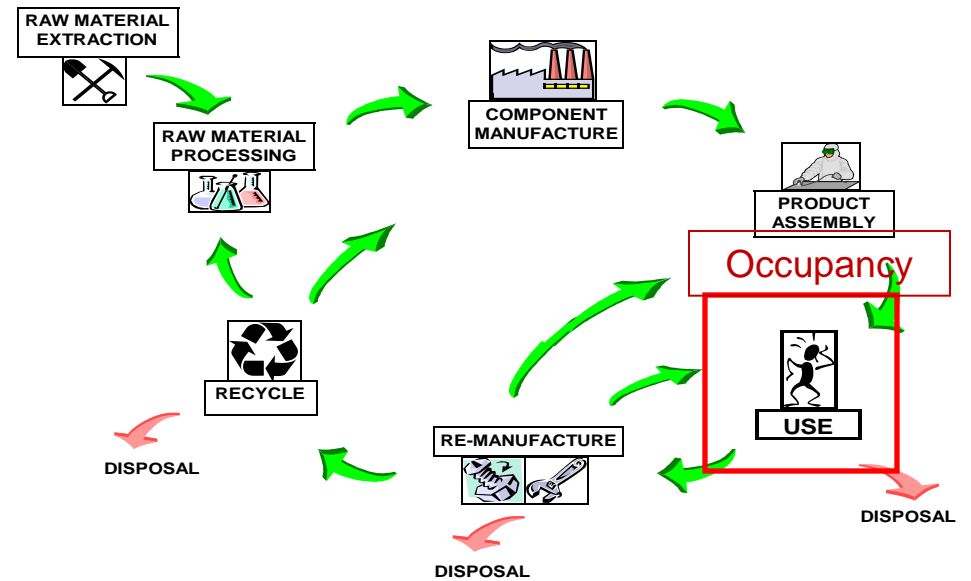 RAW MATERIAL
EXTRACTION
COMPONENT
MANUFACTURE
RAW MATERIAL
PROCESSING
PRODUCT
ASSEMBLY
Occupancy
USE
RECYCLE
RE-MANUFACTURE
DISPOSAL
DISPOSAL
DISPOSAL